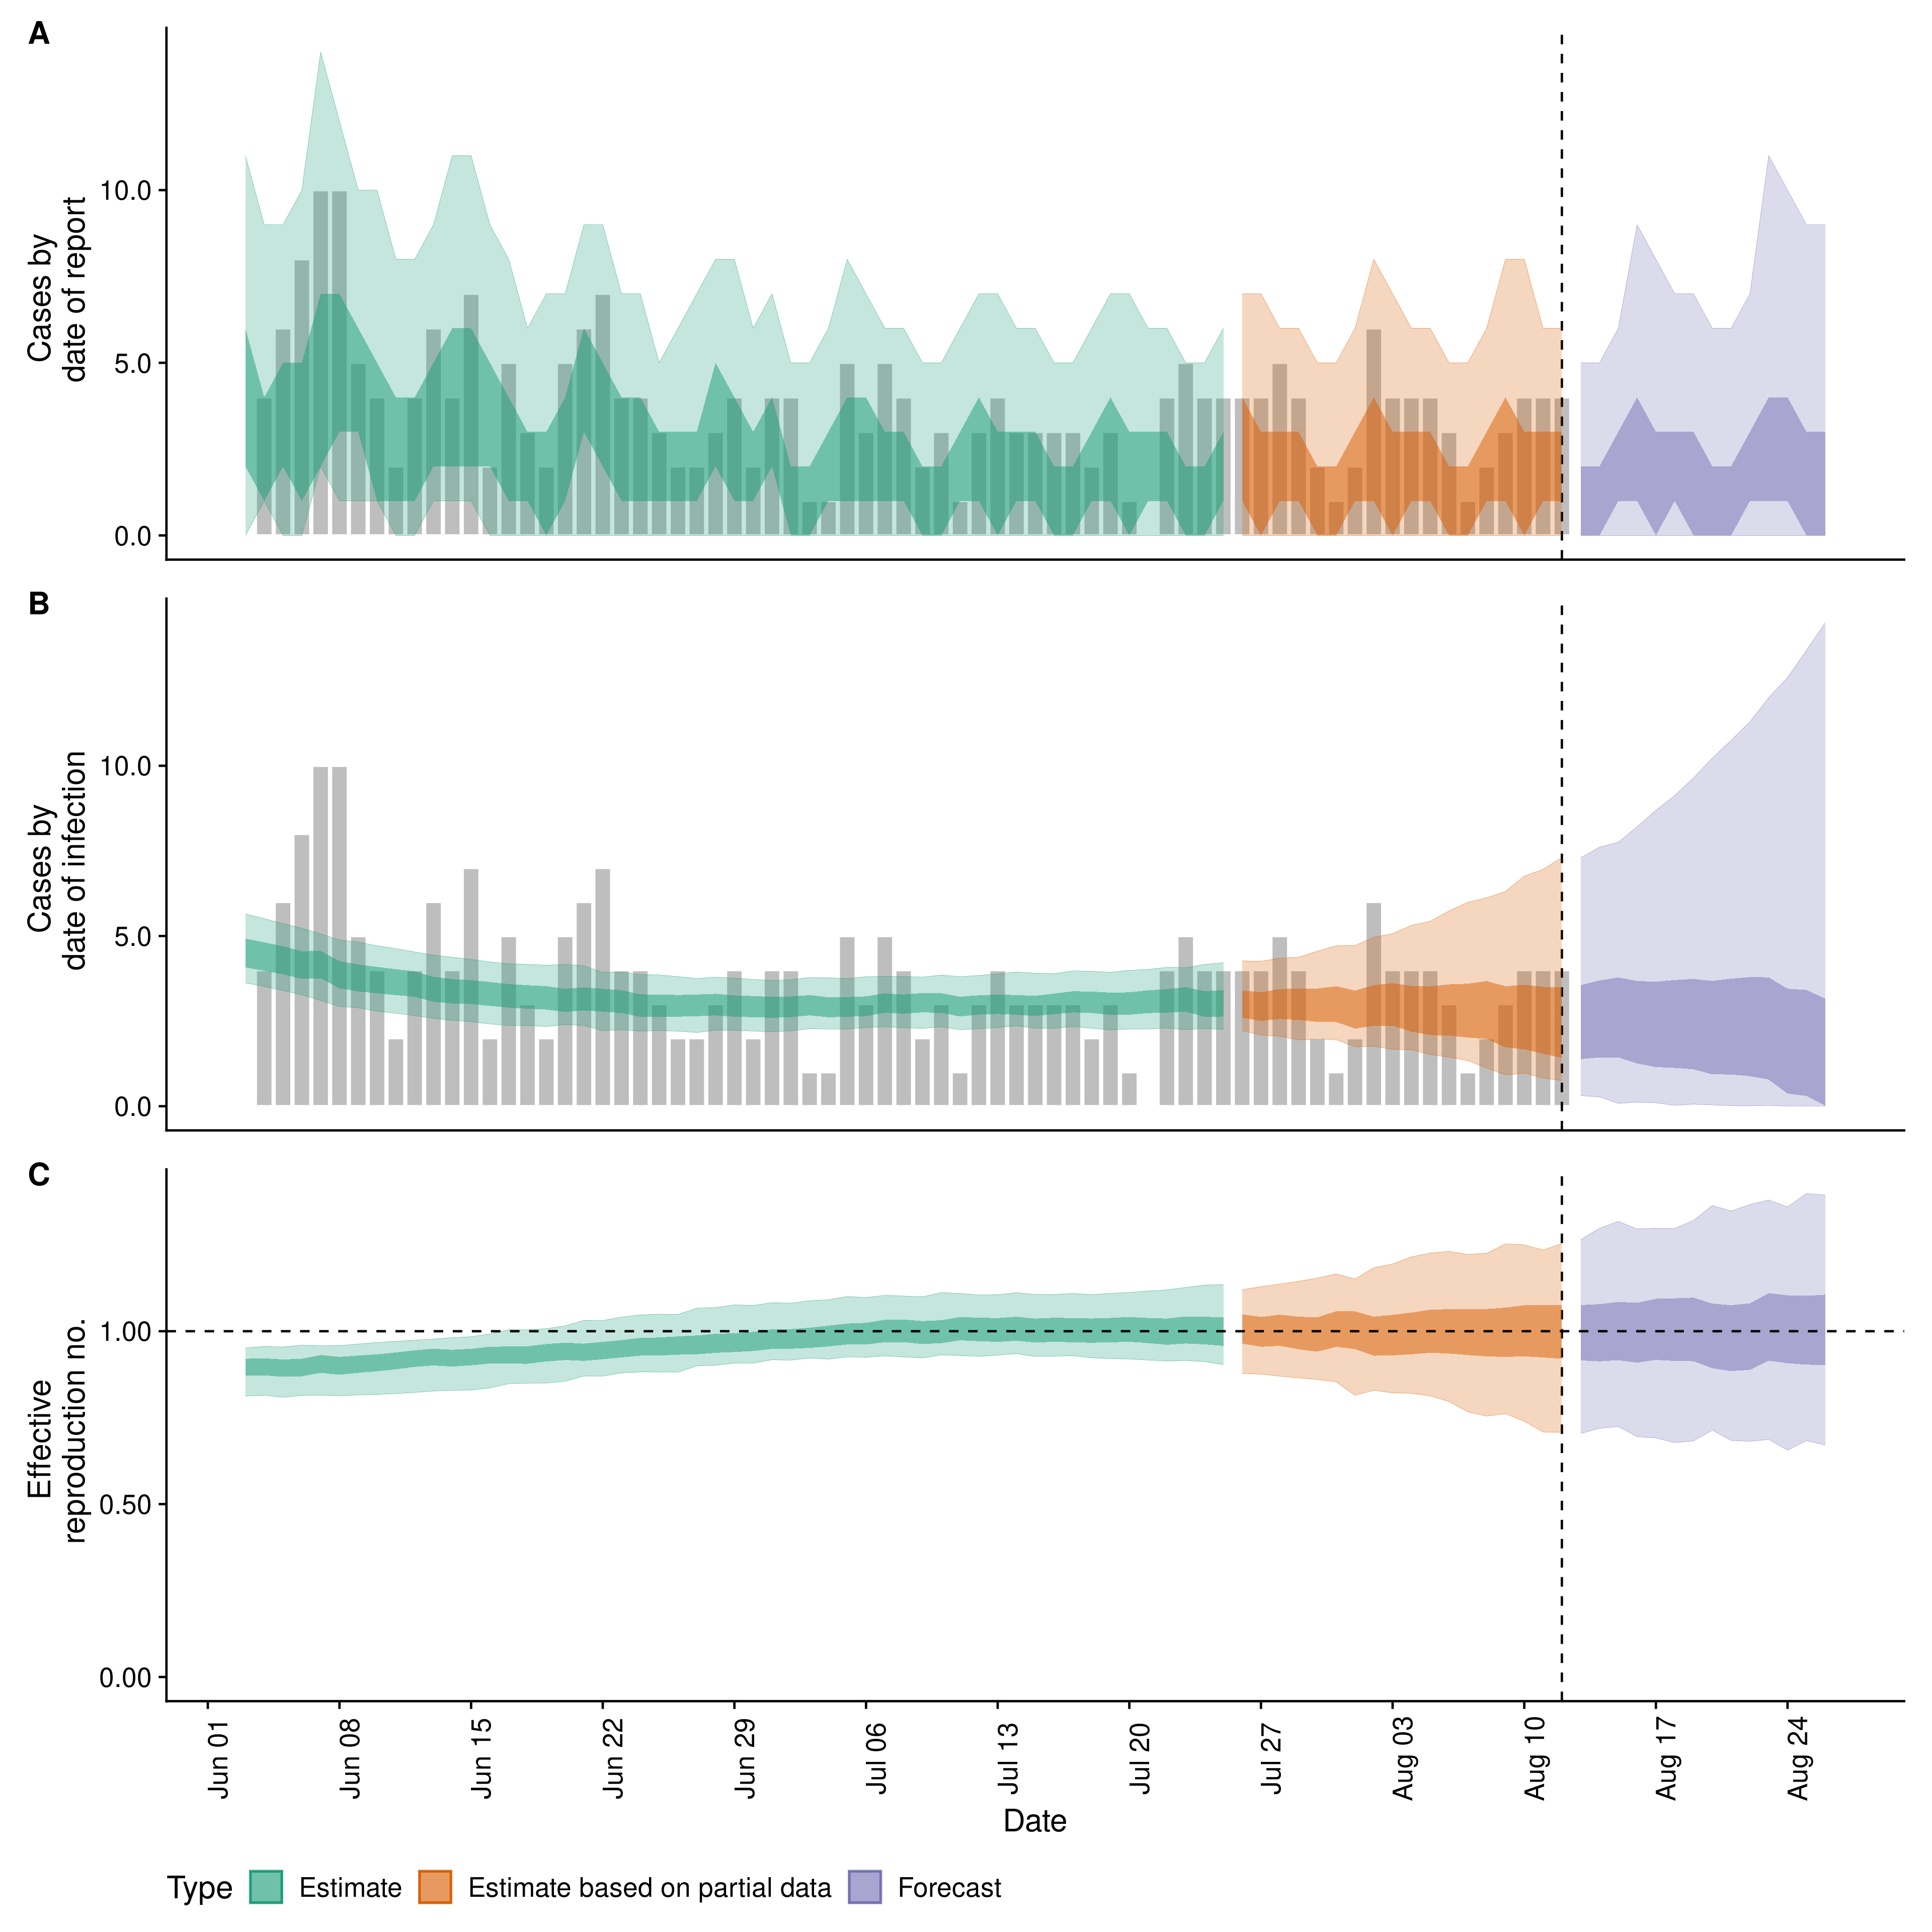 A
Cases by
date of report
10.0
5.0
0.0
B
Cases by
date of infection
10.0
5.0
0.0
C
Effective
reproduction no.
1.00
0.50
0.00
Jun 01
Jun 08
Jun 15
Jun 22
Jun 29
Jul 06
Jul 13
Jul 20
Jul 27
Aug 03
Aug 10
Aug 17
Aug 24
Date
Type Estimate Estimate based on partial data Forecast